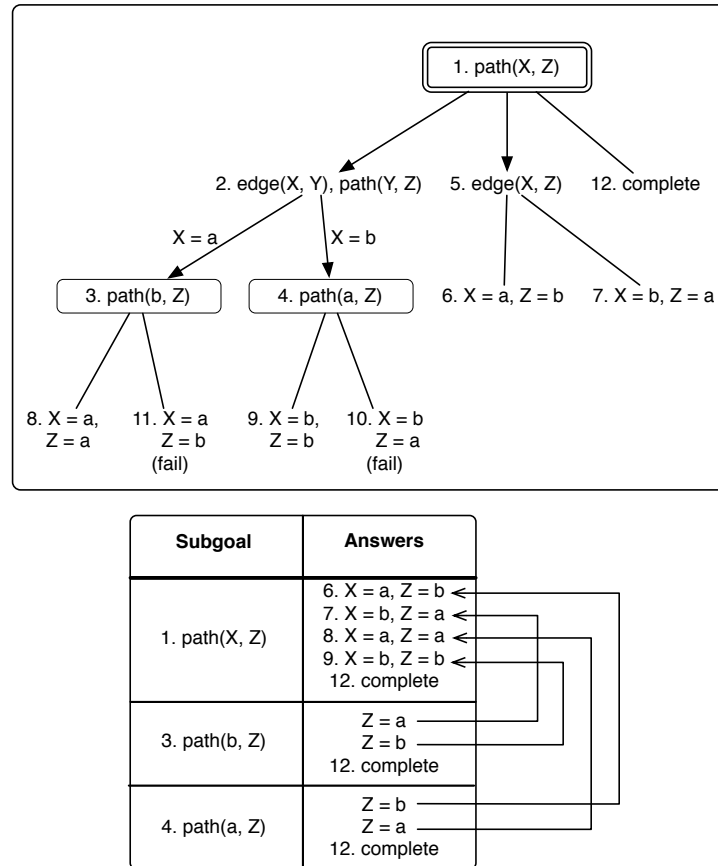 1. path(X, Z)
2. edge(X, Y), path(Y, Z)
5. edge(X, Z)
12. complete
X = a
X = b
3. path(b, Z)
4. path(a, Z)
6. X = a, Z = b
7. X = b, Z = a
8. X = a,
Z = a
11. X = a
Z = b
(fail)
9. X = b,
Z = b
10. X = b
Z = a
(fail)
Subgoal
Answers
1. path(X, Z)
6. X = a, Z = b
7. X = b, Z = a
8. X = a, Z = a
9. X = b, Z = b
12. complete
3. path(b, Z)
Z = a
Z = b
12. complete
4. path(a, Z)
Z = b
Z = a
12. complete